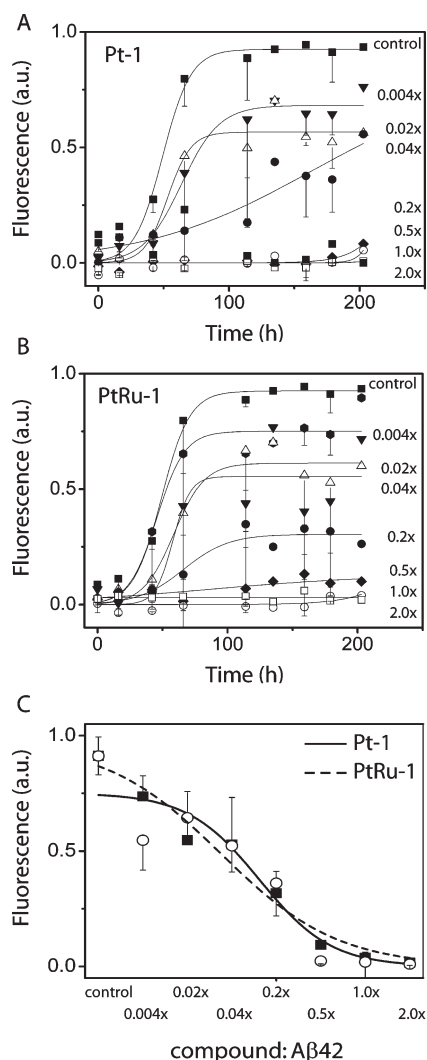 A
Pt-1
Fluorescence (a.u.)
1.0
0.5
0.0
control
0.004x
0.02x
0.04x
0.2x
0.5x
1.0x
2.0x
0 100 200
Time (h)
B
PtRu-1
Fluorescence (a.u.)
1.0
0.5
0.0
control
0.004x
0.02x
0.04x
0.2x
0.5x
1.0x
2.0x
0 100 200
Time (h)
C
Fluorescence (a.u.)
1.0
0.5
0.0
Pt-1
PtRu-1
control 0.02x 0.2x 1.0x
0.004x 0.04x 0.5x 2.0x
compound: Aβ42